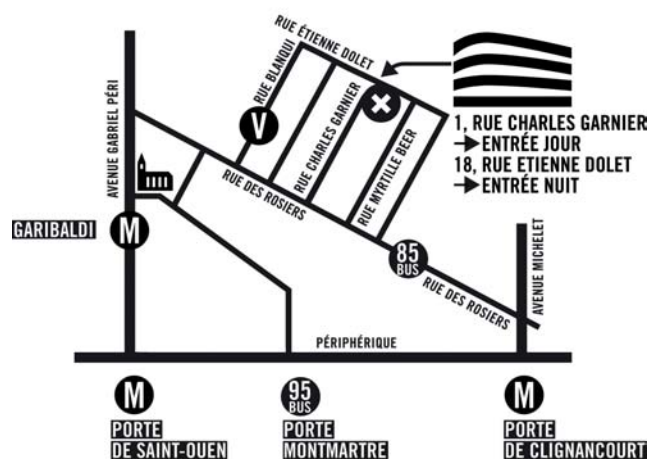 RUE ÉTIENNE DOLET
RUE BLANQUI
AVENUE GABRIEL PÉRI
V
RUE CHARLES GARNIER
RUE MYRTILLE BEER
1, RUE CHARLES GARNIER
→ENTRÉE JOUR
18, RUE ETIENNE DOLET
→ENTRÉE NUIT
RUE DES ROSIERS
GARIBALDI
M
85
BUS
RUE DES ROSIERS
AVENUE MICHELET
PÉRIPHÉRIQUE
M
PORTE
DE SAINT-OUEN
95
BUS
PORTE
MONTMARTRE
M
PORTE
DE CLIGNANCOURT